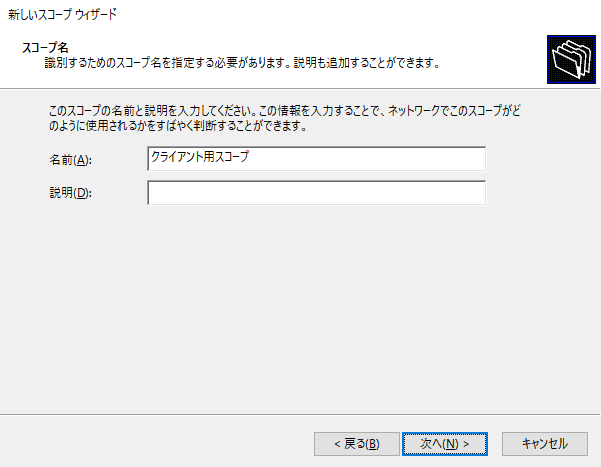 新しいスコープ ウィザード
スコープ名
識別するためのスコープ名を指定する必要があります。説明も追加することができます。
このスコープの名前と説明を入力してください。この情報を入力することで、ネットワークでこのスコープがど
のように使用されるかをすばやく判断することができます。
名前(A):
クライアント用スコープ
説明(D):
< 戻る(B)
次へ(N) >
キャンセル